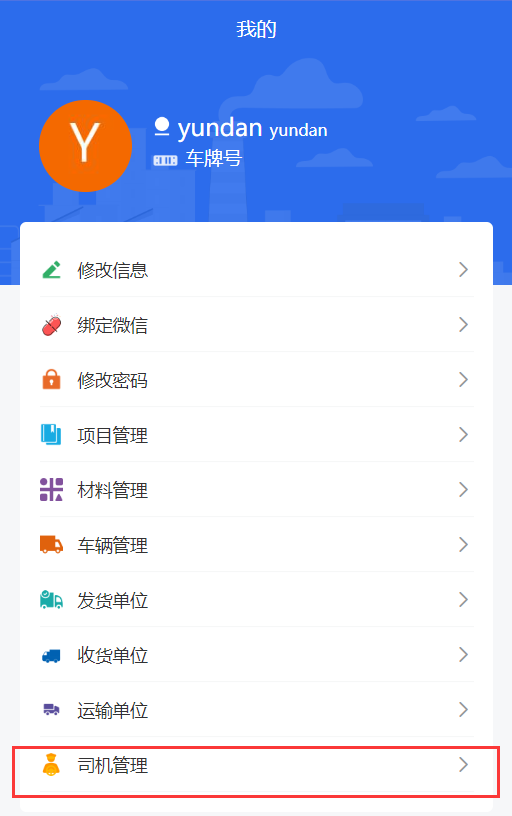 我的
Y
yundan yundan
车牌号
修改信息
绑定微信
修改密码
项目管理
材料管理
车辆管理
发货单位
收货单位
运输单位
司机管理